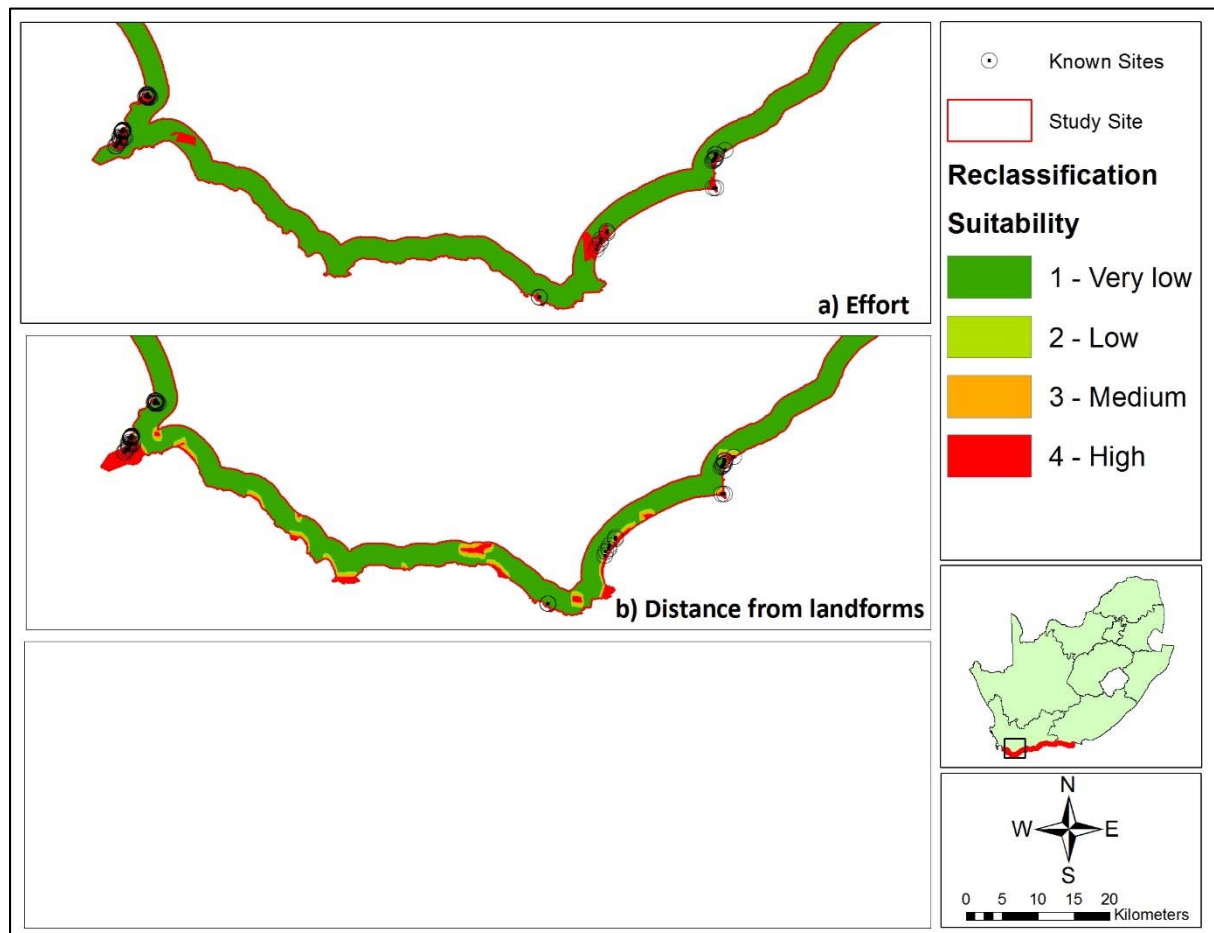 a) Effort
b) Distance from landforms
Known Sites
Study Site
Reclassification
Suitability
1 - Very low
2 - Low
3 - Medium
4 - High
N
W E
S
0 5 10 15 20
Kilometers